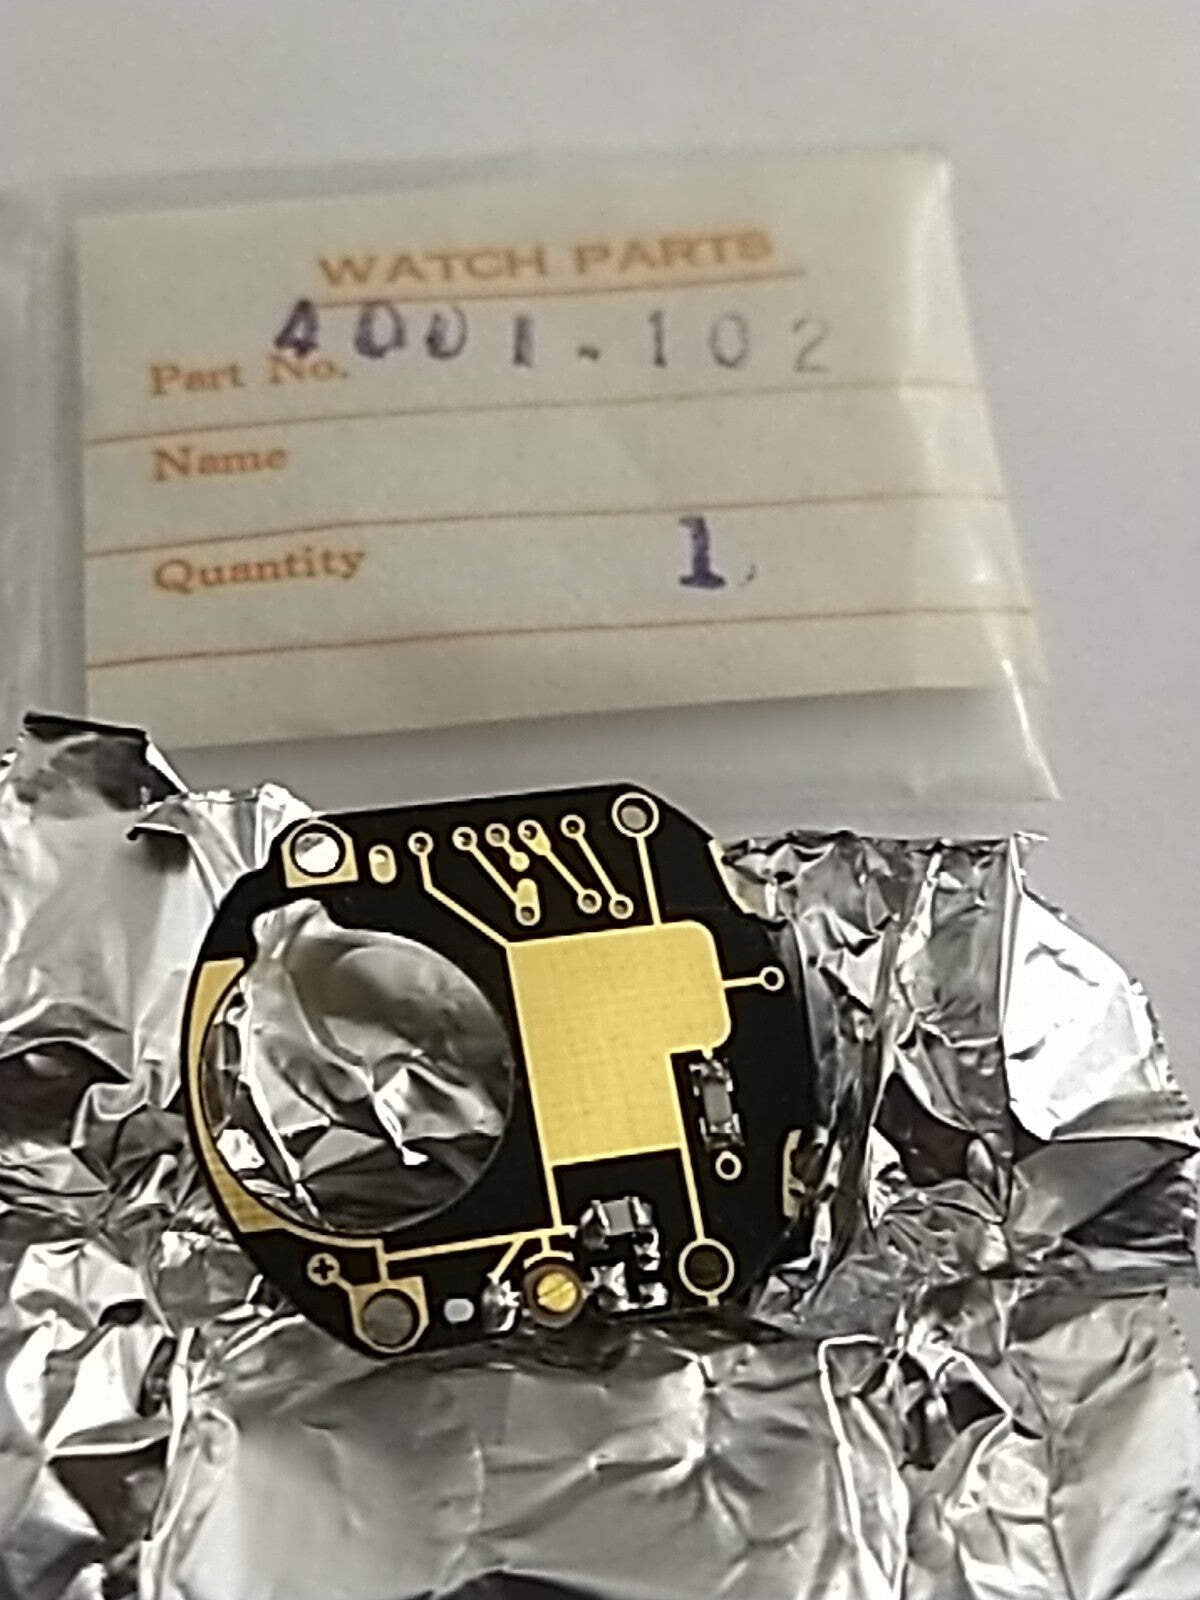 WATCH PARTS
Part No. 4001-102
Name
Quantity 1
+